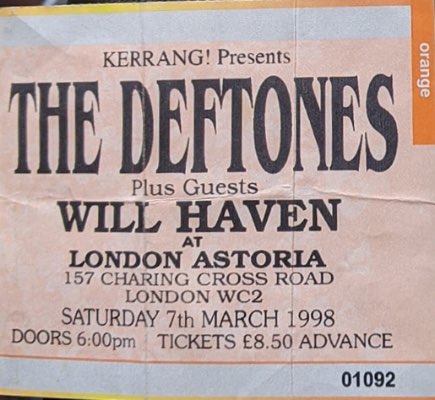 KERRANG! Presents
THE DEFTONES
Plus Guests
WILL HAVEN
AT
LONDON ASTORIA
157 CHARING CROSS ROAD
LONDON WC2
SATURDAY 7th MARCH 1998
DOORS 6:00pm TICKETS £8.50 ADVANCE
01092
orange